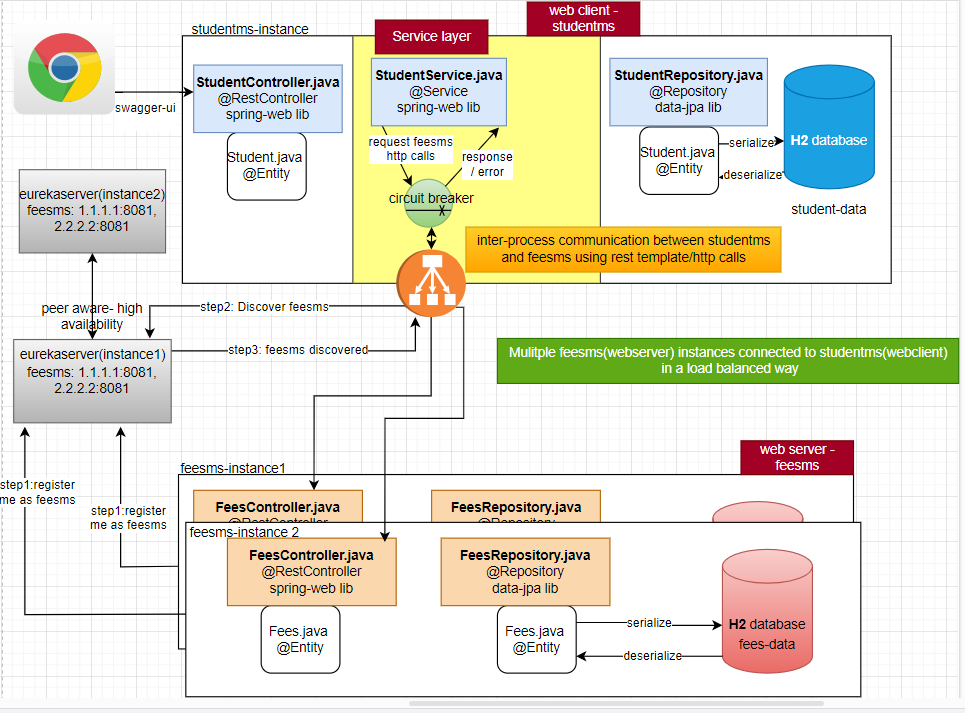 web client -
studentms
studentms-instance
Service layer
swagger-ui
StudentController.java
@RestController
spring-web lib
Student.java
@Entity
StudentService.java
@Service
spring-web lib
request feesms
http calls
response
/ error
circuit breaker
X
StudentRepository.java
@Repository
data-jpa lib
Student.java
@Entity
serialize
deserialize
H2 database
student-data
eurekaserver(instance2)
feesms: 1.1.1.1:8081,
2.2.2.2:8081
inter-process communication between studentms
and feesms using rest template/http calls
peer aware- high
availability
step2: Discover feesms
step3: feesms discovered
eurekaserver(instance1)
feesms: 1.1.1.1:8081,
2.2.2.2:8081
Mulitple feesms(webserver) instances connected to studentms(webclient)
in a load balanced way
web server -
feesms
step1:register
me as feesms
step1:register
me as feesms
feesms-instance1
FeesController.java
@RestController
FeesRepository.java
@Repository
feesms-instance 2
FeesController.java
@RestController
spring-web lib
Fees.java
@Entity
FeesRepository.java
@Repository
data-jpa lib
Fees.java
@Entity
serialize
deserialize
H2 database
fees-data